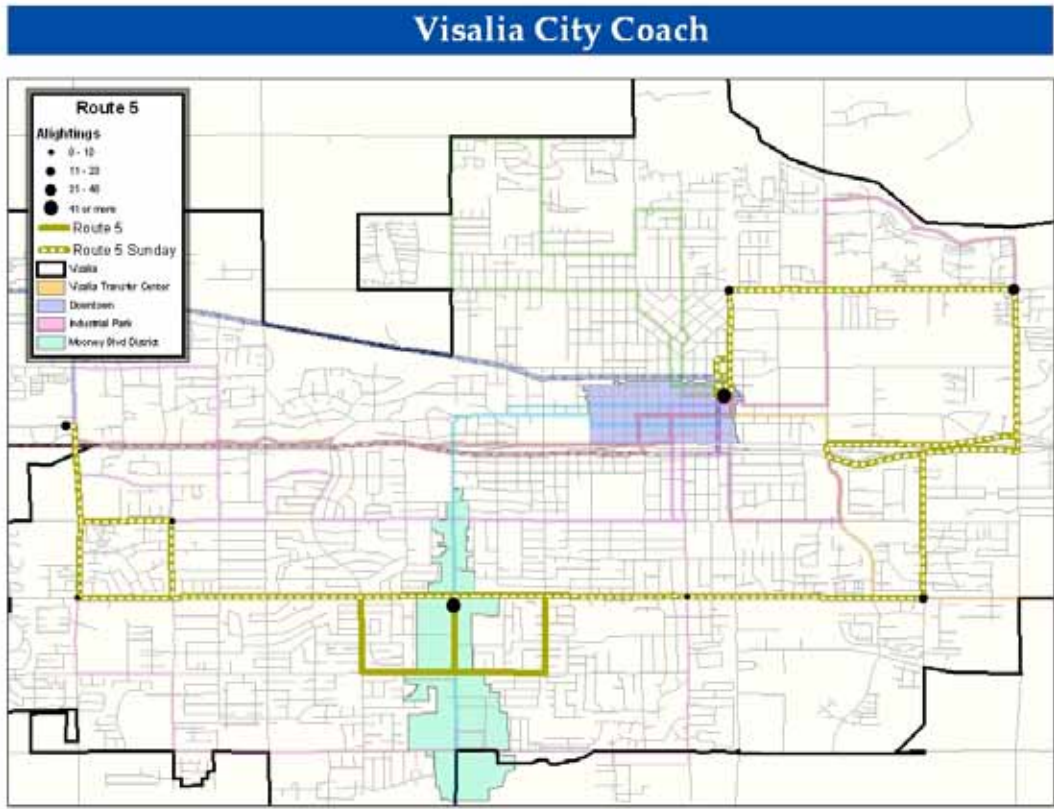 Visalia City Coach
Route 5
Alightings
0 - 10
11 - 20
21 - 40
41 or more
Route 5
Route 5 Sunday
Visalia
Visalia Transfer Center
Downtown
Industrial Park
Mooney Blvd District